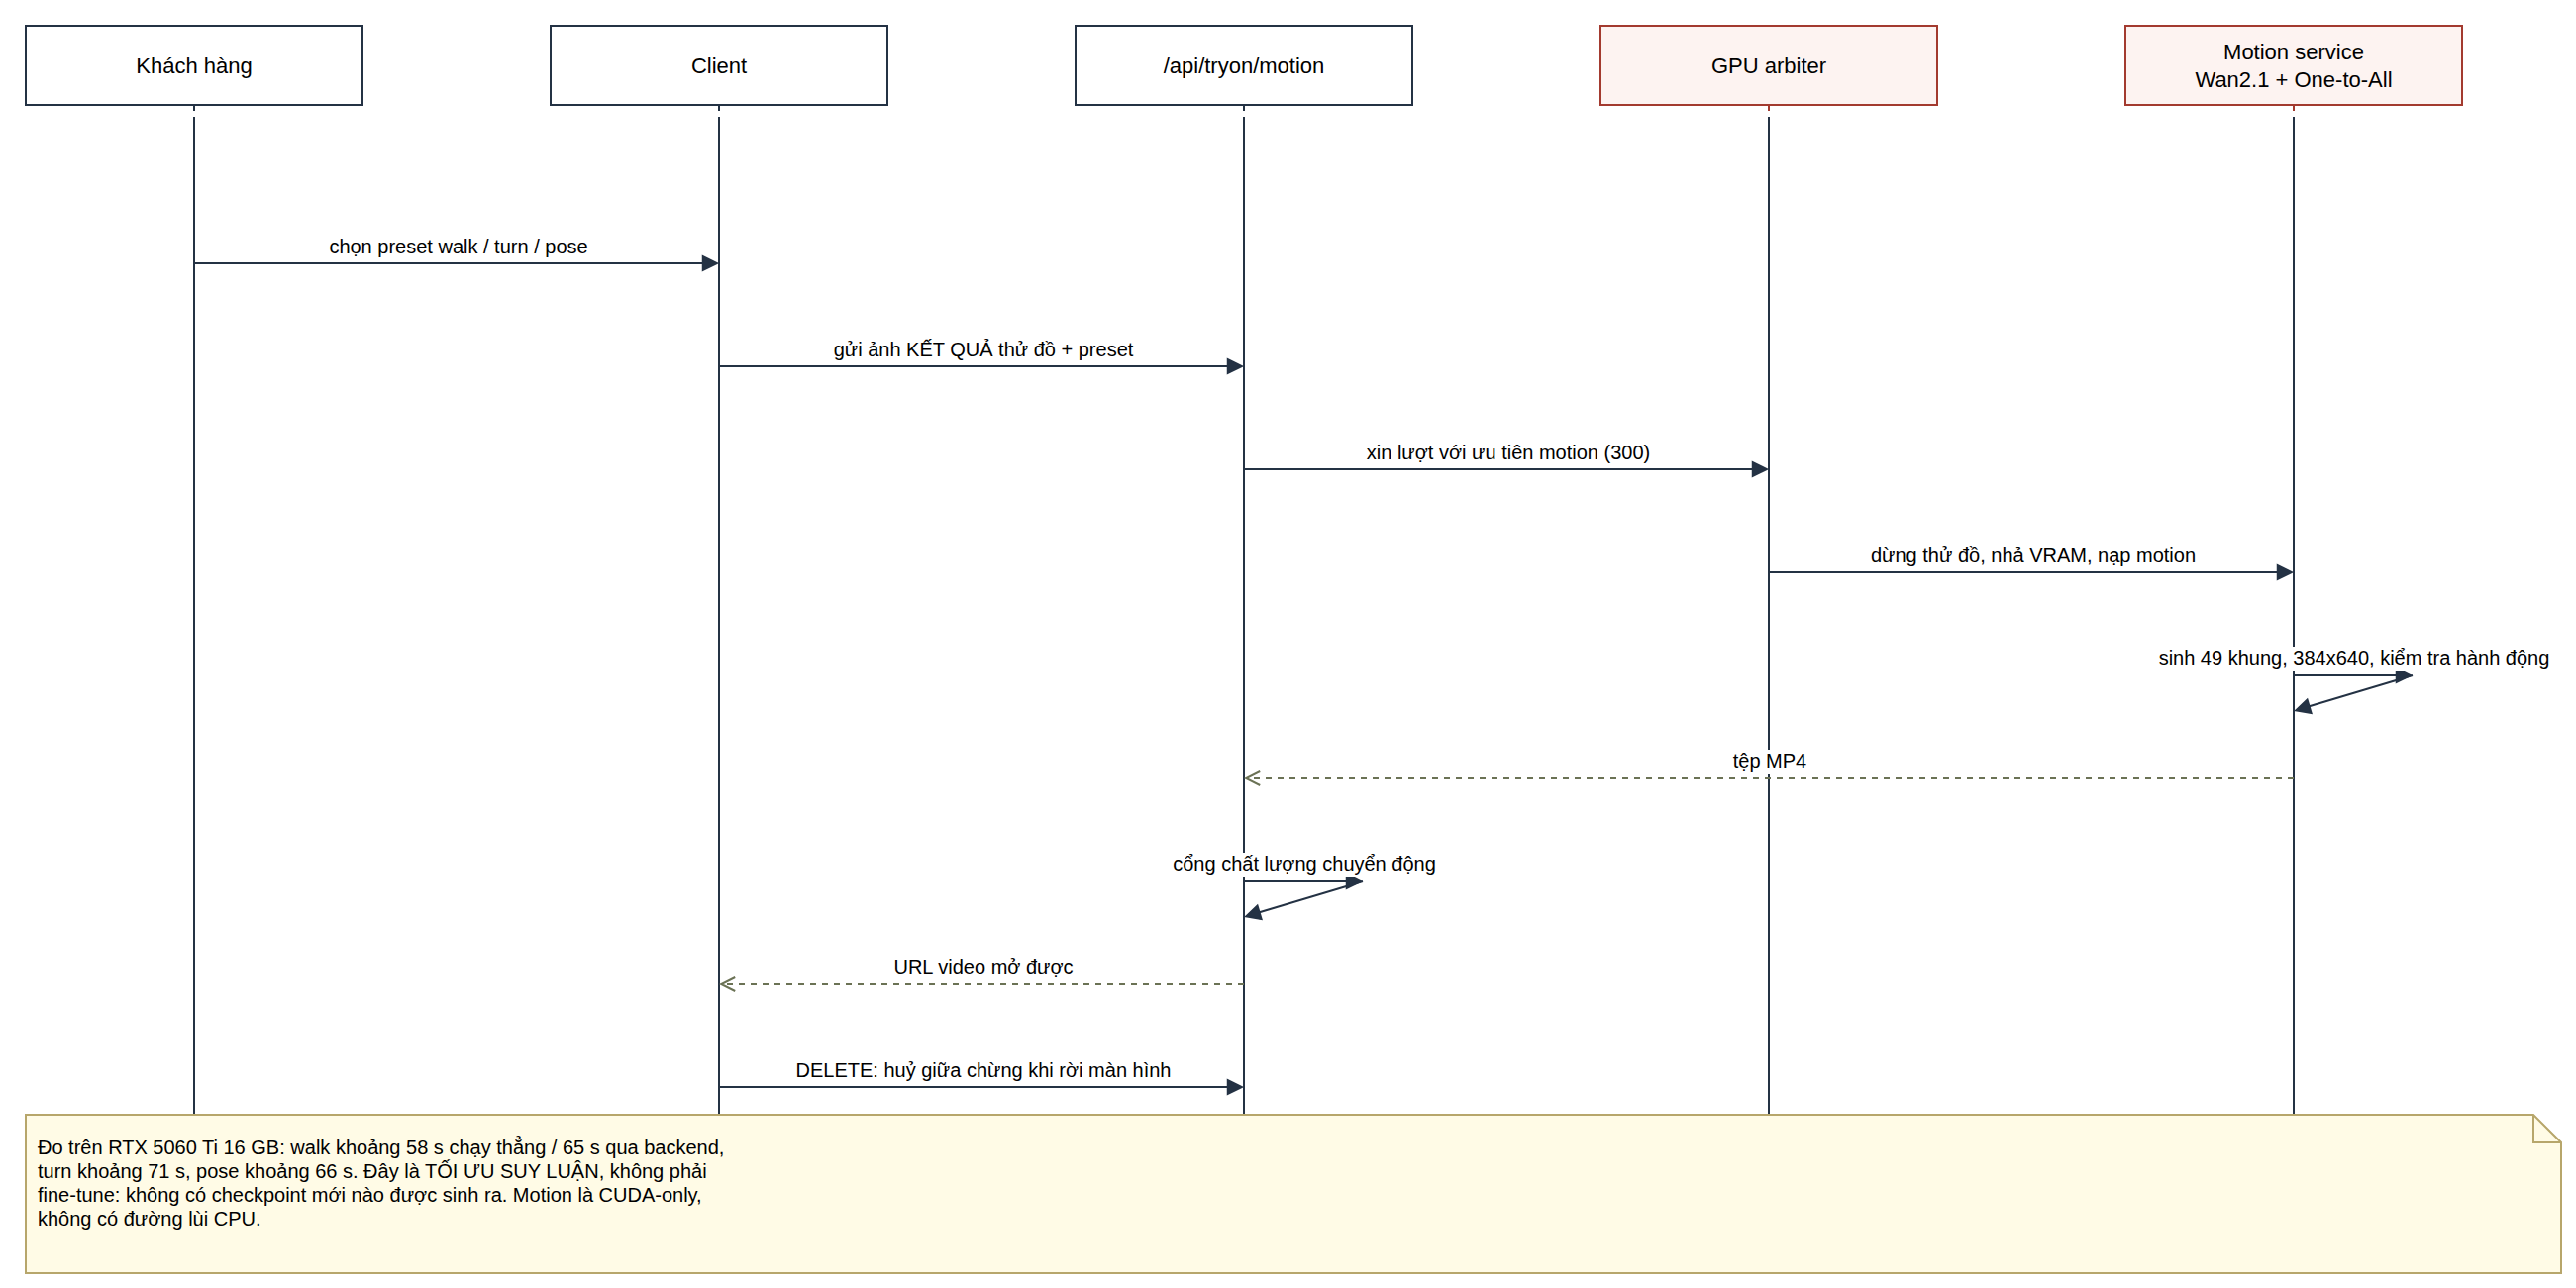 Khách hàng
Client
/api/tryon/motion
GPU arbiter
Motion service
Wan2.1 + One-to-All
chọn preset walk / turn / pose
gửi ảnh KẾT QUẢ thử đồ + preset
xin lượt với ưu tiên motion (300)
dừng thử đồ, nhả VRAM, nạp motion
sinh 49 khung, 384x640, kiểm tra hành động
tệp MP4
cổng chất lượng chuyển động
URL video mở được
DELETE: huỷ giữa chừng khi rời màn hình
Đo trên RTX 5060 Ti 16 GB: walk khoảng 58 s chạy thẳng / 65 s qua backend,
turn khoảng 71 s, pose khoảng 66 s. Đây là TỐI ƯU SUY LUẬN, không phải
fine-tune: không có checkpoint mới nào được sinh ra. Motion là CUDA-only,
không có đường lùi CPU.